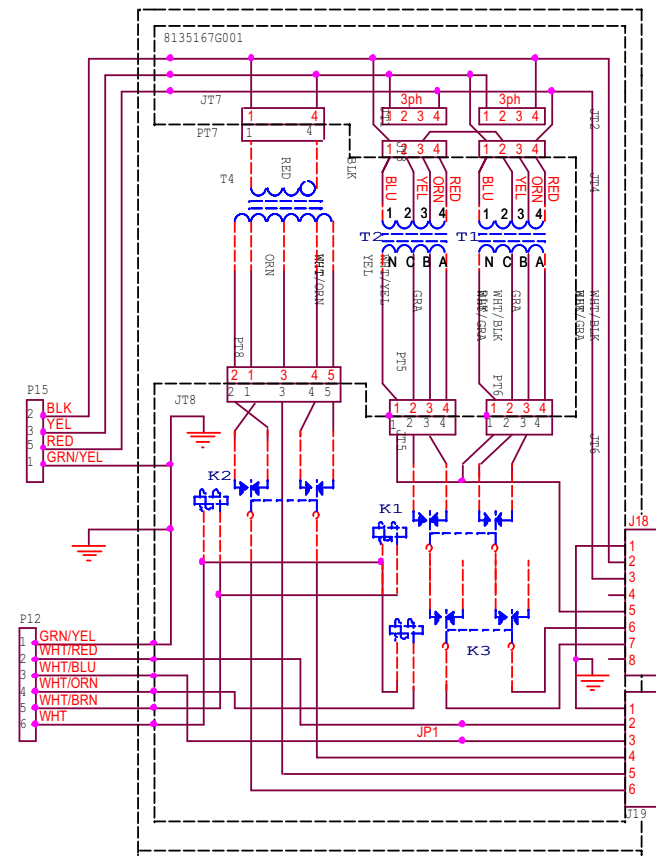 8135167G001
JT7
3ph
3ph
1 4
1 2 3 4
1 2 3 4
JT2
PT7
1 4
1 2 3 4
1 2 3 4
T4
RED
BLK
BLU
YEL
ORN
RED
BLU
YEL
ORN
RED
JT4
1 2 3 4
1 2 3 4
T2
T1
N C B A
N C B A
ORN
WHT/ORN
YEL
WHT/YEL
GRA
WHT/GRA
WHT/BLK
GRA
WHT/GRA
WHT/BLK
PT8
PT5
PT6
2 1 3 4 5
2 1 3 4 5
JT8
P15
2 BLK
3 YEL
5 RED
1 GRN/YEL
1 2 3 4
1 2 3 4
1 2 3 4
1 2 3 4
JT5
JT6
K2
K1
K3
J18
1
2
3
4
5
6
7
8
P12
1 GRN/YEL
2 WHT/RED
3 WHT/BLU
4 WHT/ORN
5 WHT/BRN
6 WHT
JP1
1
2
3
4
5
6
J19